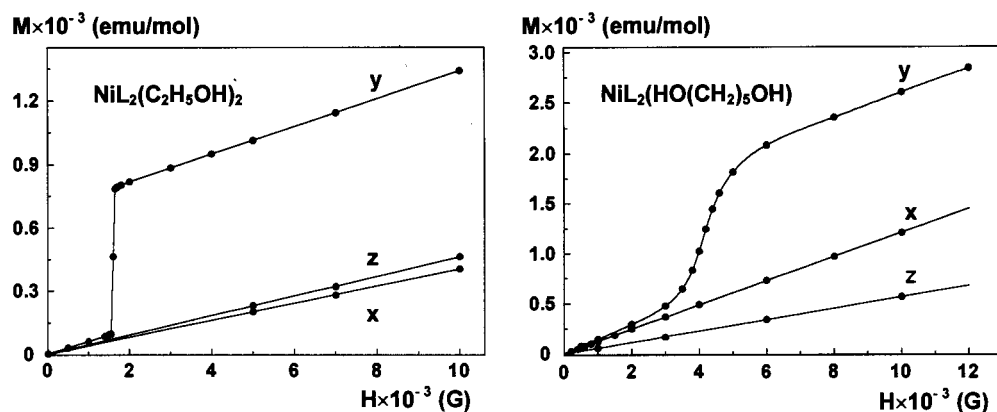 M×10⁻³ (emu/mol)
1.2
0.9
0.6
0.3
0
NiL₂(C₂H₅OH)₂
y
z
x
0 2 4 6 8 10
H×10⁻³ (G)
M×10⁻³ (emu/mol)
3.0
2.5
2.0
1.5
1.0
0.5
0
NiL₂(HO(CH₂)₅OH)
y
x
z
0 2 4 6 8 10 12
H×10⁻³ (G)